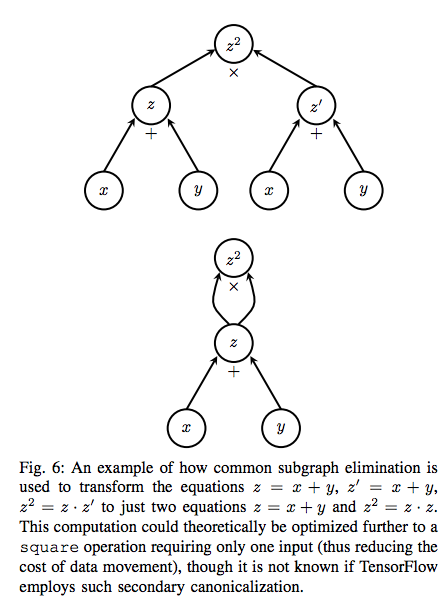 z²
×
z z′
+ +
x y x y
z²
×
z
+
x y
Fig. 6: An example of how common subgraph elimination is
used to transform the equations z = x + y, z′ = x + y,
z² = z · z′ to just two equations z = x + y and z² = z · z.
This computation could theoretically be optimized further to a
square operation requiring only one input (thus reducing the
cost of data movement), though it is not known if TensorFlow
employs such secondary canonicalization.